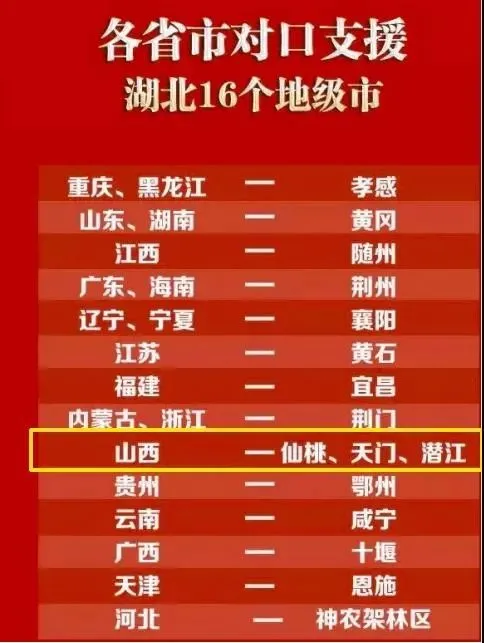 各省市对口支援
湖北16个地级市
重庆、黑龙江 — 孝感
山东、湖南 — 黄冈
江西 — 随州
广东、海南 — 荆州
辽宁、宁夏 — 襄阳
江苏 — 黄石
福建 — 宜昌
内蒙古、浙江 — 荆门
山西 — 仙桃、天门、潜江
贵州 — 鄂州
云南 — 咸宁
广西 — 十堰
天津 — 恩施
河北 — 神农架林区